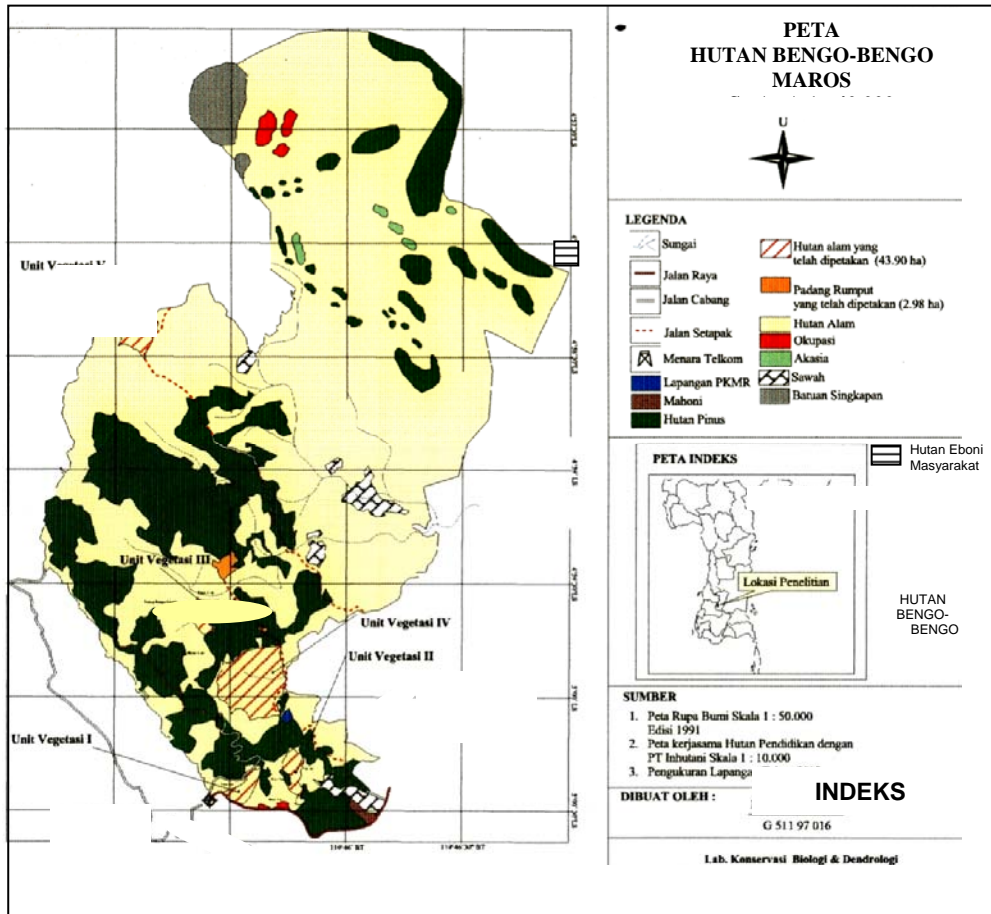 PETA
HUTAN BENGO-BENGO
MAROS
U
LEGENDA
Sungai
Jalan Raya
Jalan Cabang
Jalan Setapak
Menara Telkom
Lapangan PKMR
Mahoni
Hutan Pinus
Hutan alam yang
telah dipetakan (43.90 ha)
Padang Rumput
yang telah dipetakan (2.98 ha)
Hutan Alam
Okupasi
Akasia
Sawah
Batuan Singkapan
Hutan Eboni
Masyarakat
PETA INDEKS
Lokasi Penelitian
HUTAN
BENGO-
BENGO
SUMBER
1. Peta Rupa Bumi Skala 1 : 50.000
Edisi 1991
2. Peta kerjasama Hutan Pendidikan dengan
PT Inhutani Skala 1 : 10.000
3. Pengukuran Lapanga
DIBUAT OLEH :
INDEKS
G 511 97 016
Lab. Konservasi Biologi & Dendrologi
Unit Vegetasi V
Unit Vegetasi III
Unit Vegetasi IV
Unit Vegetasi II
Unit Vegetasi I